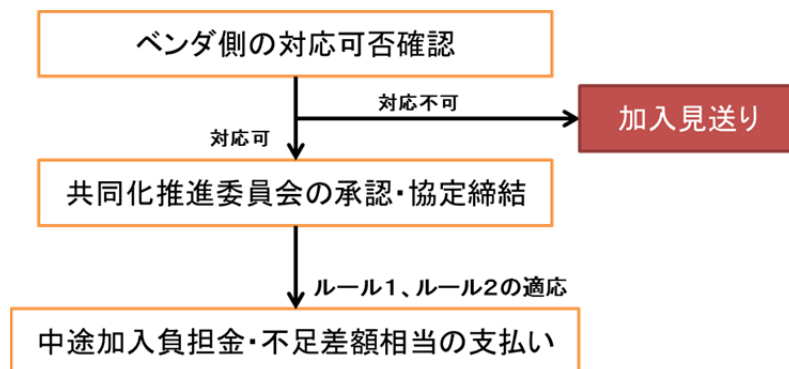 ベンダ側の対応可否確認
対応不可
加入見送り
対応可
共同化推進委員会の承認・協定締結
ルール１、ルール２の適応
中途加入負担金・不足差額相当の支払い